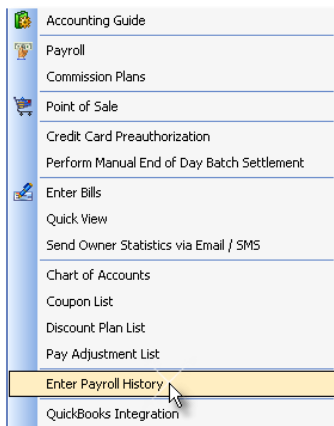 Accounting Guide
Payroll
Commission Plans
Point of Sale
Credit Card Preauthorization
Perform Manual End of Day Batch Settlement
Enter Bills
Quick View
Send Owner Statistics via Email / SMS
Chart of Accounts
Coupon List
Discount Plan List
Pay Adjustment List
Enter Payroll History
QuickBooks Integration